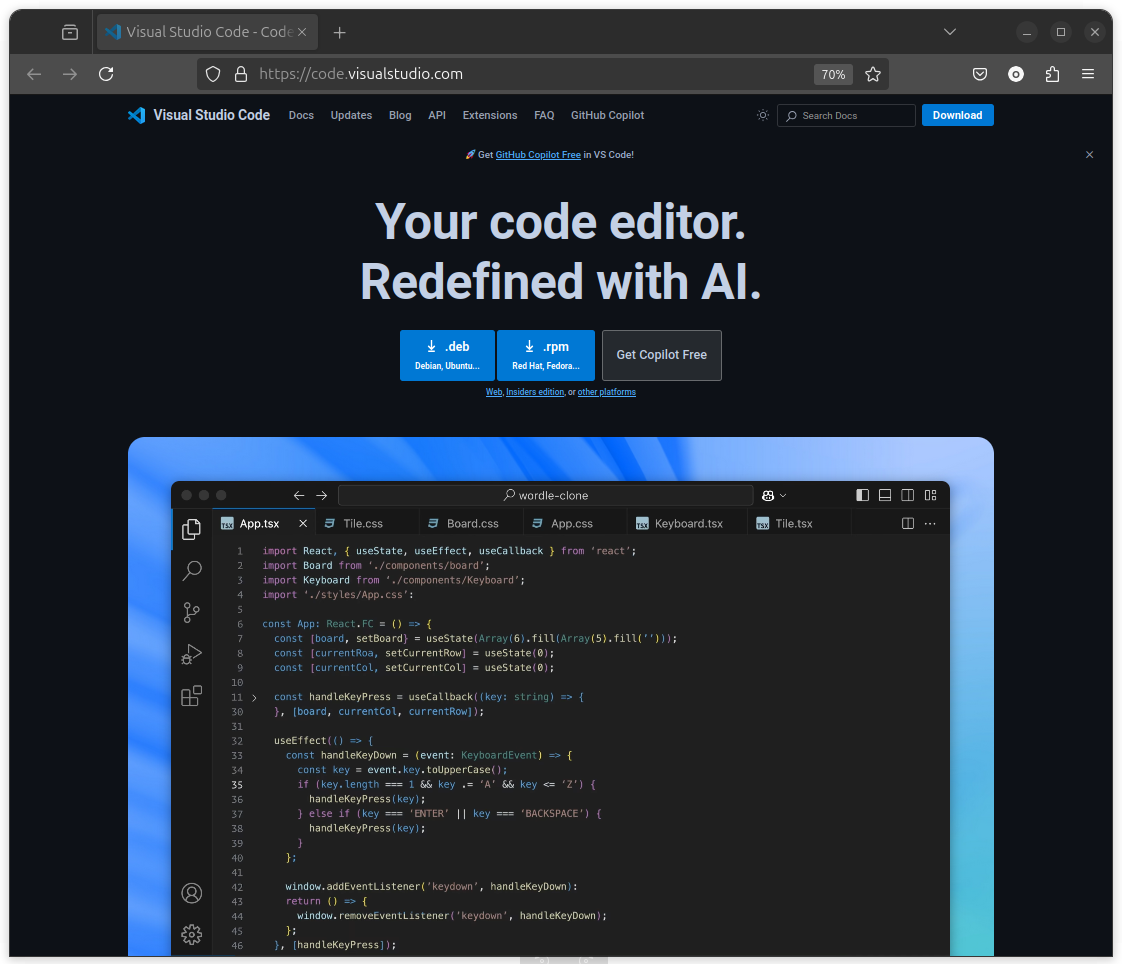 Visual Studio Code - Code
https://code.visualstudio.com
70%
Visual Studio Code Docs Updates Blog API Extensions FAQ GitHub Copilot Search Docs Download
🚀 Get GitHub Copilot Free in VS Code!
Your code editor.
Redefined with AI.
.deb
Debian, Ubuntu...
.rpm
Red Hat, Fedora...
Get Copilot Free
Web, Insiders edition, or other platforms
wordle-clone
TSX App.tsx Tile.css Board.css App.css TSX Keyboard.tsx TSX Tile.tsx
1 import React, { useState, useEffect, useCallback } from ‘react’;
2 import Board from ‘./components/board’;
3 import Keyboard from ‘./components/Keyboard’;
4 import ‘./styles/App.css’:
5
6 const App: React.FC = () => {
7 const [board, setBoard} = useState(Array(6).fill(Array(5).fill(‘’)));
8 const [currentRoa, setCurrentRow] = useState(0);
9 const [currentCol, setCurrentCol] = useState(0);
10
11 const handleKeyPress = useCallback((key: string) => {
30 }, [board, currentCol, currentRow]);
31
32 useEffect(() => {
33 const handleKeyDown = (event: KeyboardEvent) => {
34 const key = event.key.toUpperCase();
35 if (key.length === 1 && key .= ‘A’ && key <= ‘Z’) {
36 handleKeyPress(key);
37 } else if (key === ‘ENTER’ || key === ‘BACKSPACE’) {
38 handleKeyPress(key);
39 }
40 };
41
42 window.addEventListener(’keydown’, handleKeyDown):
43 return () => {
44 window.removeEventListener(‘keydown’, handleKeyDown);
45 };
46 }, [handleKeyPress]);